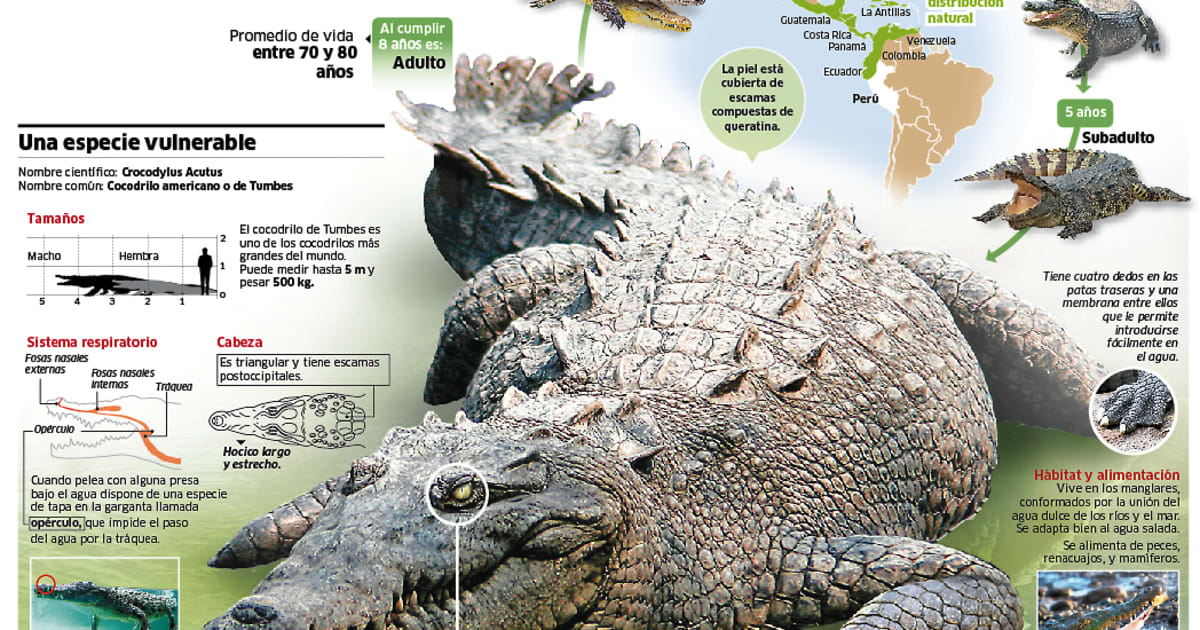 Promedio de vida
entre 70 y 80
años
Al cumplir
8 años es:
Adulto
distribución
natural
Guatemala
La Antillas
Costa Rica
Panamá
Venezuela
Colombia
Ecuador
Perú
La piel está
cubierta de
escamas
compuestas de
queratina.
5 años
Subadulto
Una especie vulnerable
Nombre científico: Crocodylus Acutus
Nombre común: Cocodrilo americano o de Tumbes
Tamaños
Macho
Hembra
2
1
0
5 4 3 2 1
El cocodrilo de Tumbes es
uno de los cocodrilos más
grandes del mundo.
Puede medir hasta 5 m y
pesar 500 kg.
Tiene cuatro dedos en las
patas traseras y una
membrana entre ellos
que le permite
introducirse
fácilmente en
el agua.
Sistema respiratorio
Fosas nasales
externas
Fosas nasales
internas
Tráquea
Opérculo
Cuando pelea con alguna presa
bajo el agua dispone de una especie
de tapa en la garganta llamada
opérculo, que impide el paso
del agua por la tráquea.
Cabeza
Es triangular y tiene escamas
postoccipitales.
Hocico largo
y estrecho.
Hábitat y alimentación
Vive en los manglares,
conformados por la unión del
agua dulce de los ríos y el mar.
Se adapta bien al agua salada.
Se alimenta de peces,
renacuajos, y mamíferos.